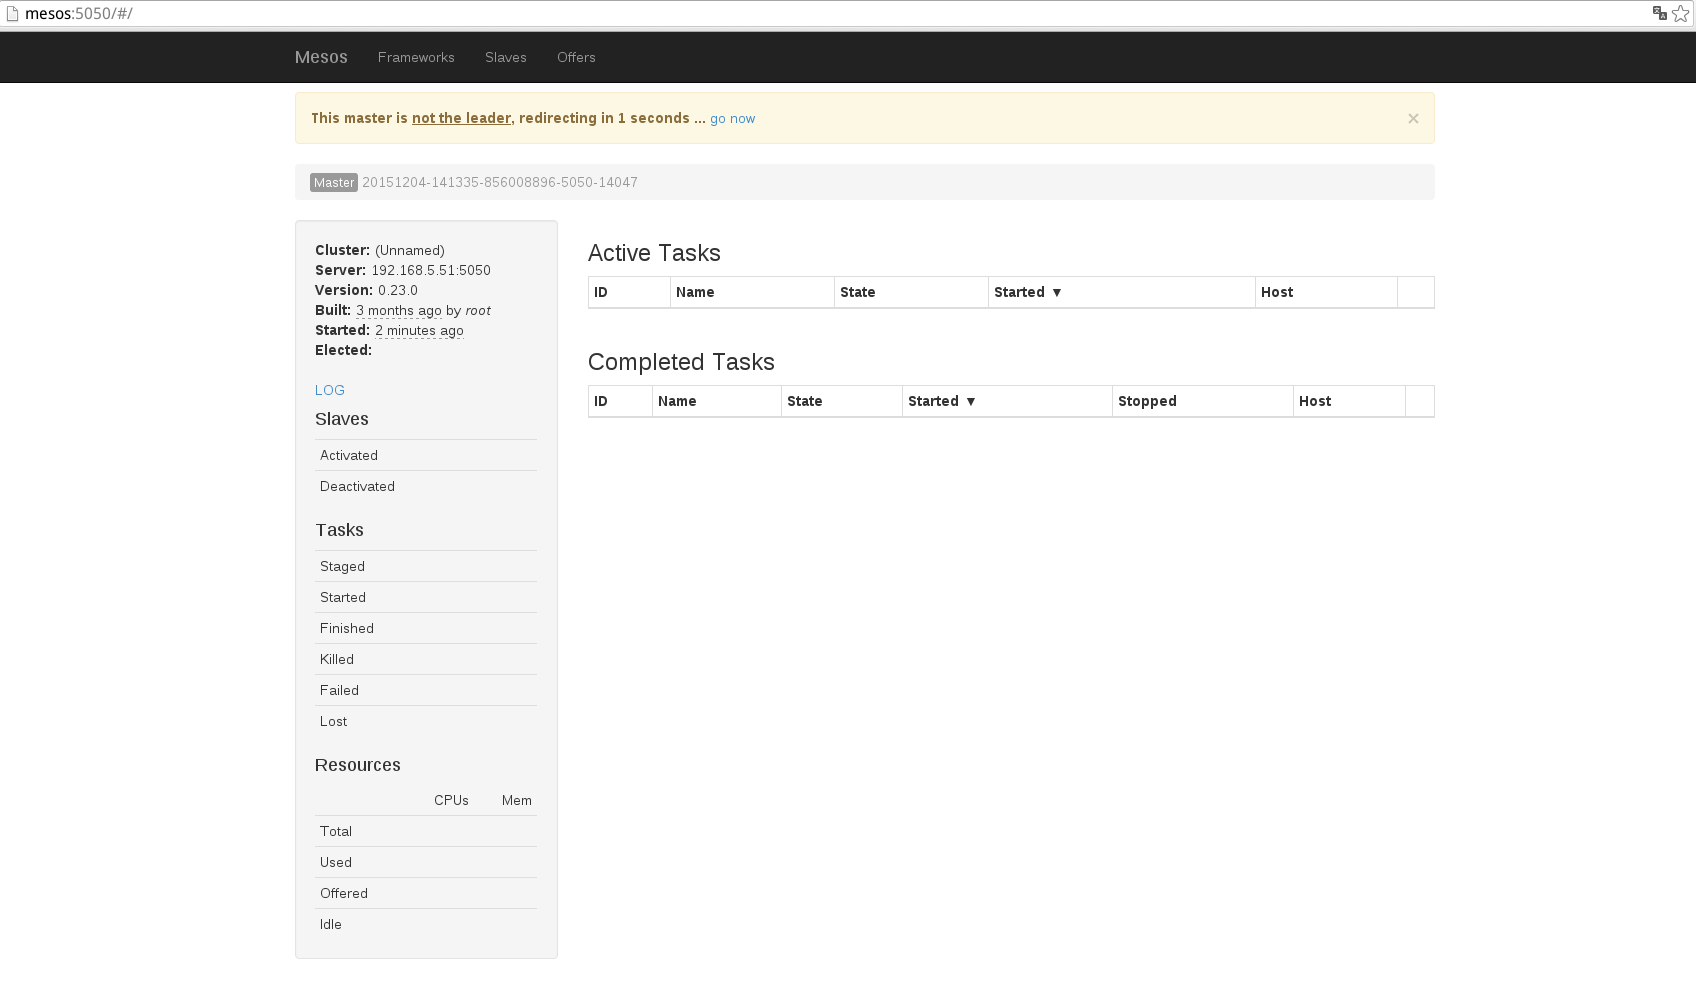 mesos:5050/#/
Mesos Frameworks Slaves Offers
This master is not the leader, redirecting in 1 seconds ... go now ×
Master 20151204-141335-856008896-5050-14047
Cluster: (Unnamed)
Server: 192.168.5.51:5050
Version: 0.23.0
Built: 3 months ago by root
Started: 2 minutes ago
Elected:
LOG
Slaves
Activated
Deactivated
Tasks
Staged
Started
Finished
Killed
Failed
Lost
Resources
CPUs Mem
Total
Used
Offered
Idle
Active Tasks
ID Name State Started ▼ Host
Completed Tasks
ID Name State Started ▼ Stopped Host